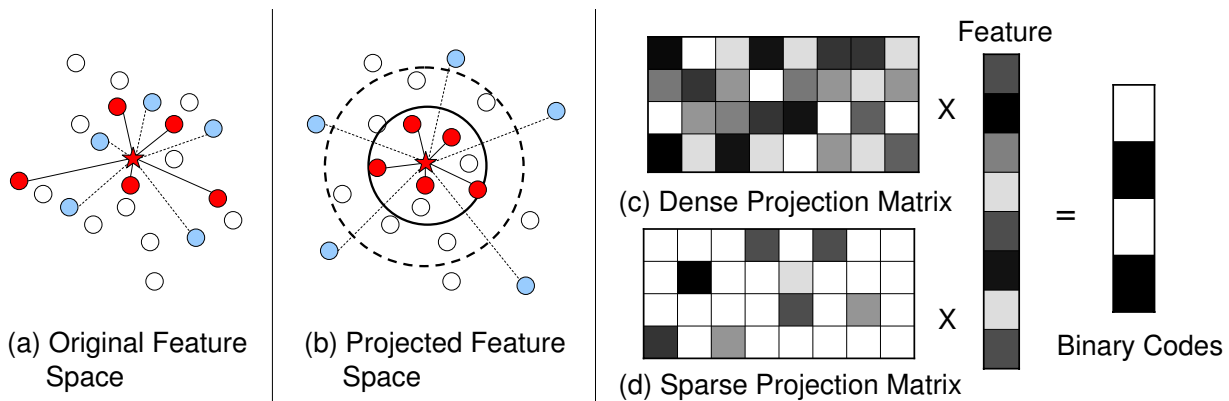 (a) Original Feature
Space
(b) Projected Feature
Space
Feature
X
(c) Dense Projection Matrix
=
X
Binary Codes
(d) Sparse Projection Matrix